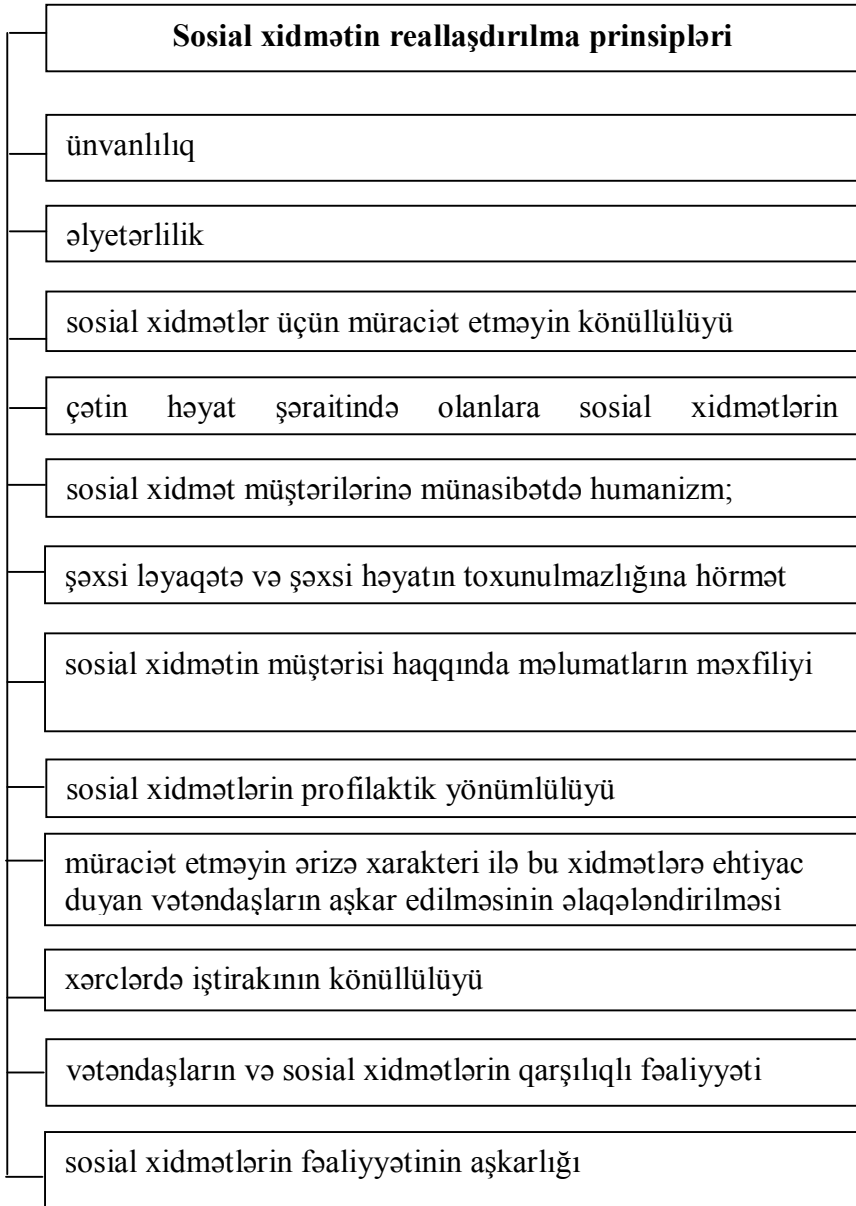 Sosial xidmətin reallaşdırılma prinsipləri
ünvanlılıq
əlyetərlilik
sosial xidmətlər üçün müraciət etməyin könüllülüyü
çətin həyat şəraitində olanlara sosial xidmətlərin
sosial xidmət müştərilərinə münasibətdə humanizm;
şəxsi ləyaqətə və şəxsi həyatın toxunulmazlığına hörmət
sosial xidmətin müştərisi haqqında məlumatların məxfiliyi
sosial xidmətlərin profilaktik yönümlülüyü
müraciət etməyin ərizə xarakteri ilə bu xidmətlərə ehtiyac
duyan vətəndaşların aşkar edilməsinin əlaqələndirilməsi
xərclərdə iştirakının könüllülüyü
vətəndaşların və sosial xidmətlərin qarşılıqlı fəaliyyəti
sosial xidmətlərin fəaliyyətinin aşkarlığı